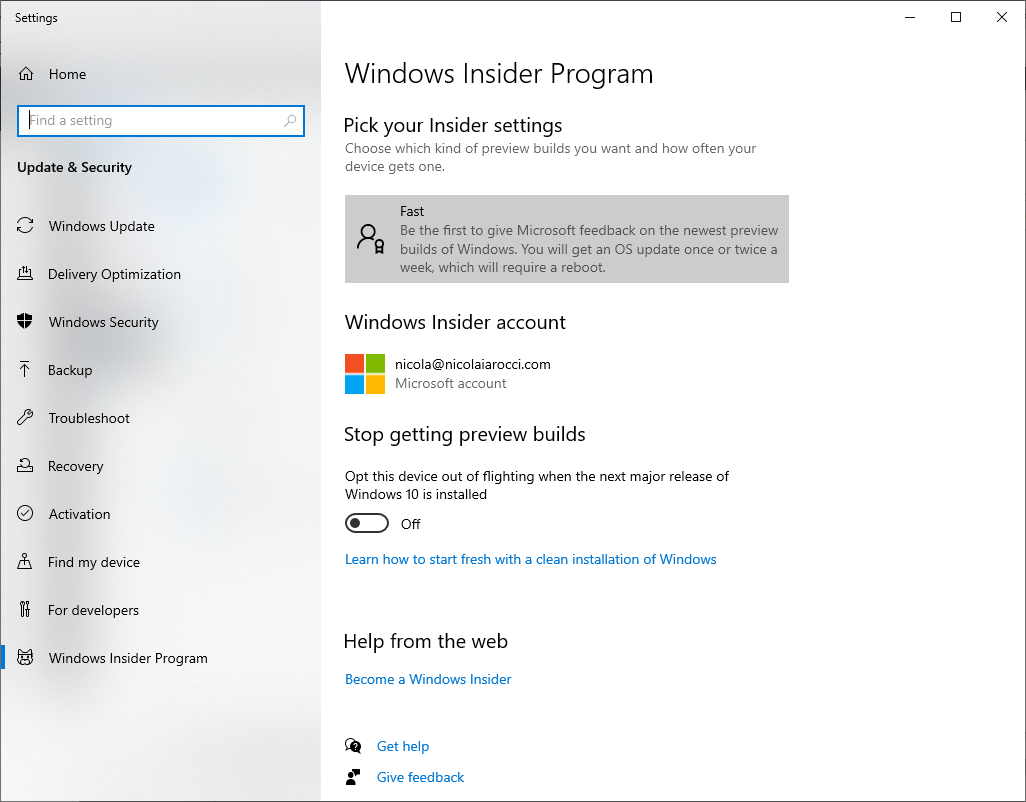 Settings
Home
Find a setting
Update & Security
Windows Update
Delivery Optimization
Windows Security
Backup
Troubleshoot
Recovery
Activation
Find my device
For developers
Windows Insider Program
Windows Insider Program
Pick your Insider settings
Choose which kind of preview builds you want and how often your
device gets one.
Fast
Be the first to give Microsoft feedback on the newest preview
builds of Windows. You will get an OS update once or twice a
week, which will require a reboot.
Windows Insider account
nicola@nicolaiarocci.com
Microsoft account
Stop getting preview builds
Opt this device out of flighting when the next major release of
Windows 10 is installed
Off
Learn how to start fresh with a clean installation of Windows
Help from the web
Become a Windows Insider
Get help
Give feedback